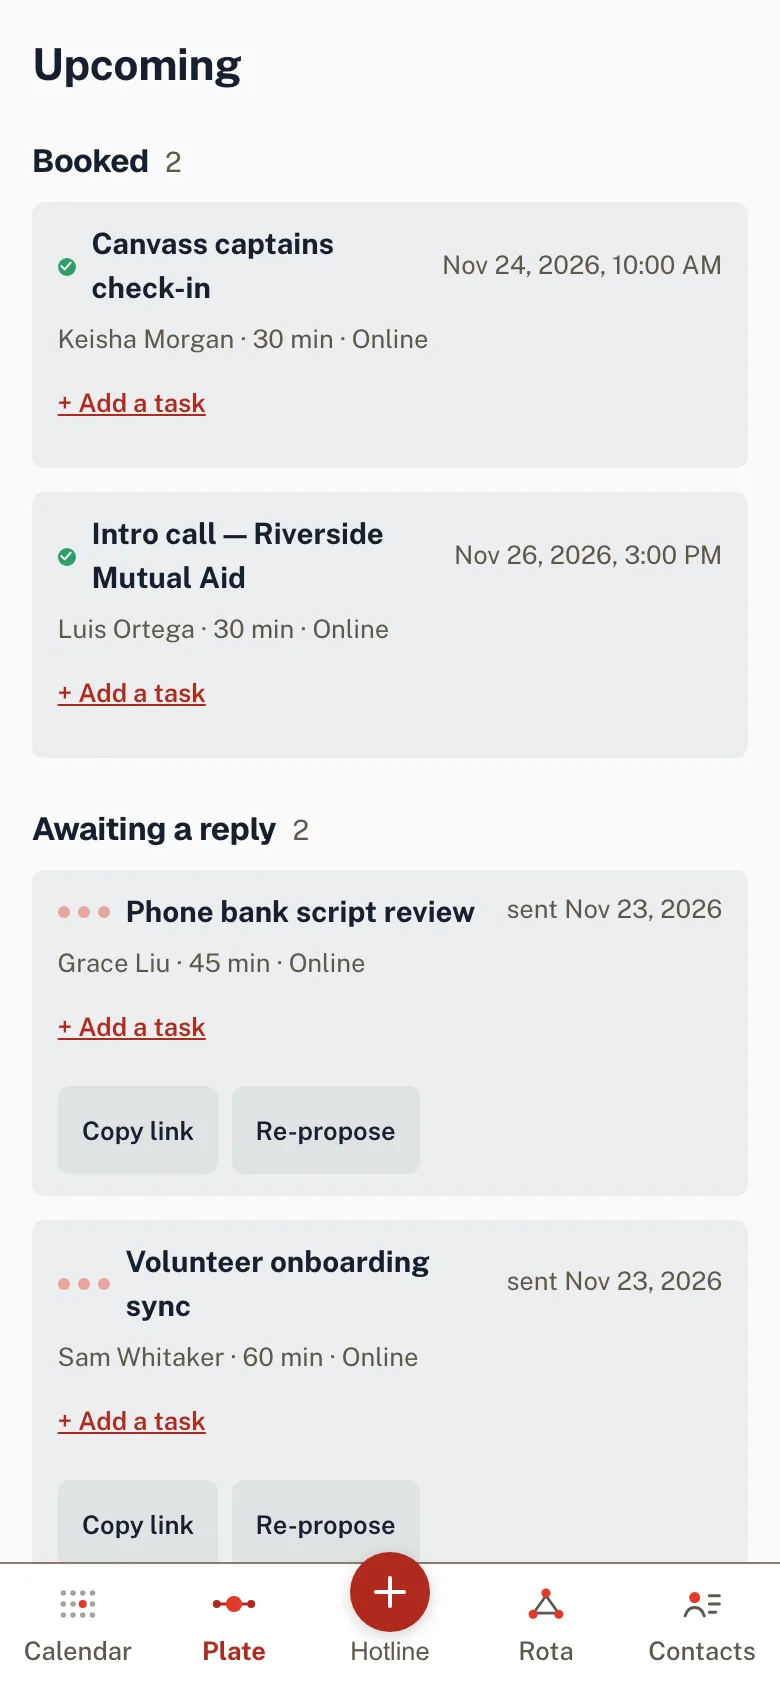 Upcoming
Booked 2
Canvass captains
check-in
Nov 24, 2026, 10:00 AM
Keisha Morgan · 30 min · Online
+ Add a task
Intro call — Riverside
Mutual Aid
Nov 26, 2026, 3:00 PM
Luis Ortega · 30 min · Online
+ Add a task
Awaiting a reply 2
Phone bank script review
sent Nov 23, 2026
Grace Liu · 45 min · Online
+ Add a task
Copy link
Re-propose
Volunteer onboarding
sync
sent Nov 23, 2026
Sam Whitaker · 60 min · Online
+ Add a task
Copy link
Re-propose
Calendar
Plate
Hotline
Rota
Contacts